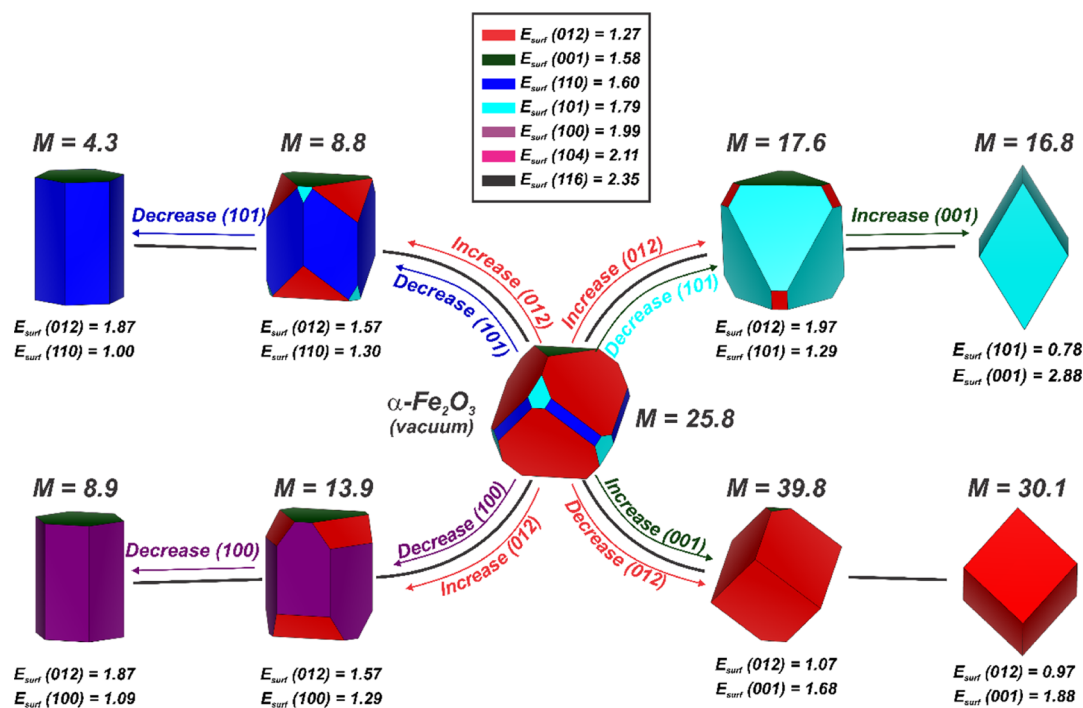 E_surf (012) = 1.27
E_surf (001) = 1.58
E_surf (110) = 1.60
E_surf (101) = 1.79
E_surf (100) = 1.99
E_surf (104) = 2.11
E_surf (116) = 2.35
M = 4.3
M = 8.8
M = 17.6
M = 16.8
Decrease (101)
Increase (012)
Decrease (101)
Increase (012)
Decrease (101)
Increase (001)
E_surf (012) = 1.87
E_surf (110) = 1.00
E_surf (012) = 1.57
E_surf (110) = 1.30
E_surf (012) = 1.97
E_surf (101) = 1.29
E_surf (101) = 0.78
E_surf (001) = 2.88
α-Fe₂O₃
(vacuum)
M = 25.8
M = 8.9
M = 13.9
M = 39.8
M = 30.1
Decrease (100)
Decrease (100)
Increase (012)
Increase (001)
Decrease (012)
E_surf (012) = 1.87
E_surf (100) = 1.09
E_surf (012) = 1.57
E_surf (100) = 1.29
E_surf (012) = 1.07
E_surf (001) = 1.68
E_surf (012) = 0.97
E_surf (001) = 1.88